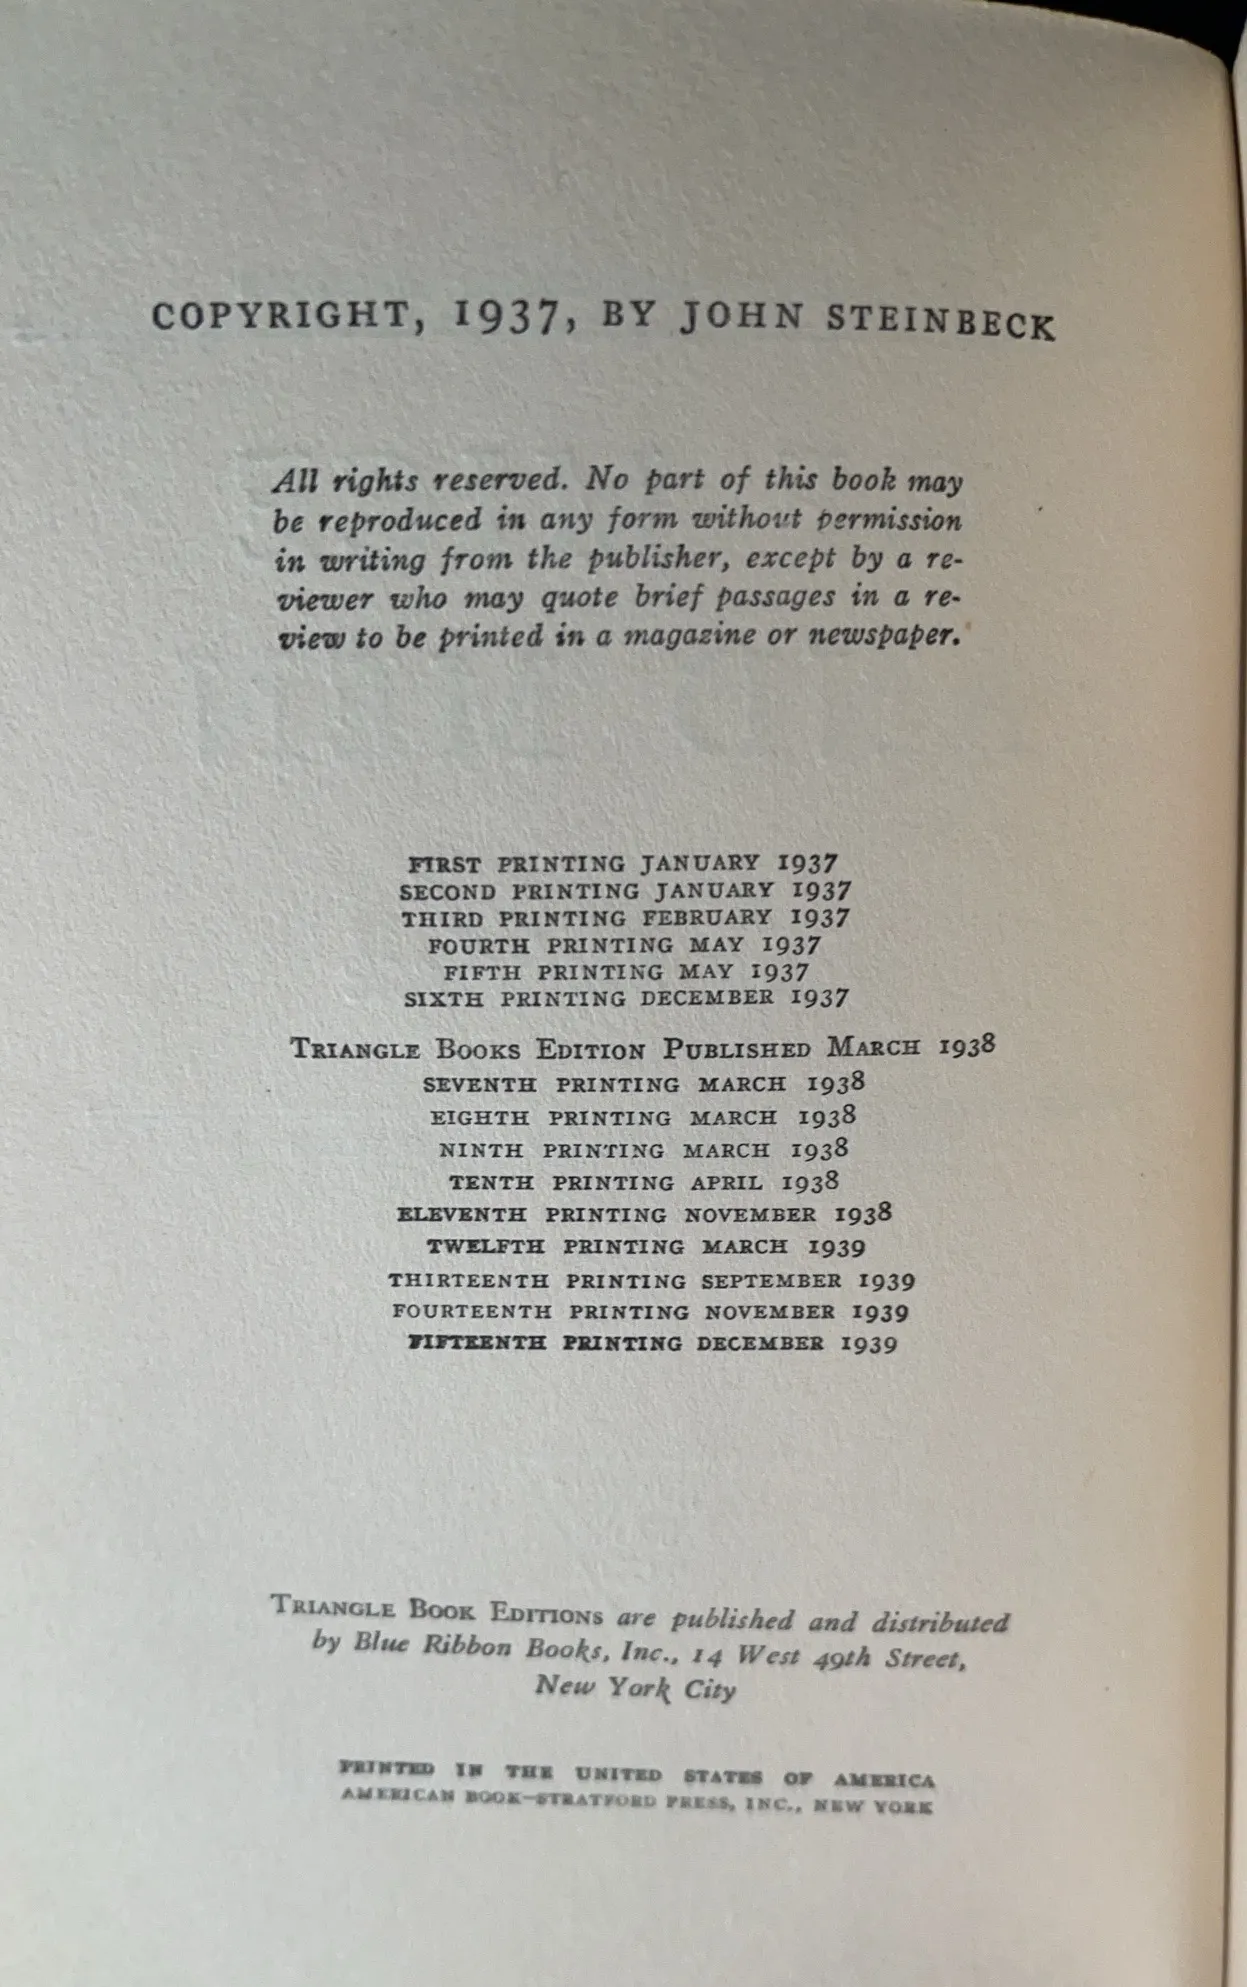 COPYRIGHT, 1937, BY JOHN STEINBECK
All rights reserved. No part of this book may
be reproduced in any form without permission
in writing from the publisher, except by a re-
viewer who may quote brief passages in a re-
view to be printed in a magazine or newspaper.
FIRST PRINTING JANUARY 1937
SECOND PRINTING JANUARY 1937
THIRD PRINTING FEBRUARY 1937
FOURTH PRINTING MAY 1937
FIFTH PRINTING MAY 1937
SIXTH PRINTING DECEMBER 1937
TRIANGLE BOOKS EDITION PUBLISHED MARCH 1938
SEVENTH PRINTING MARCH 1938
EIGHTH PRINTING MARCH 1938
NINTH PRINTING MARCH 1938
TENTH PRINTING APRIL 1938
ELEVENTH PRINTING NOVEMBER 1938
TWELFTH PRINTING MARCH 1939
THIRTEENTH PRINTING SEPTEMBER 1939
FOURTEENTH PRINTING NOVEMBER 1939
FIFTEENTH PRINTING DECEMBER 1939
TRIANGLE BOOK EDITIONS are published and distributed
by Blue Ribbon Books, Inc., 14 West 49th Street,
New York City
PRINTED IN THE UNITED STATES OF AMERICA
AMERICAN BOOK–STRATFORD PRESS, INC., NEW YORK